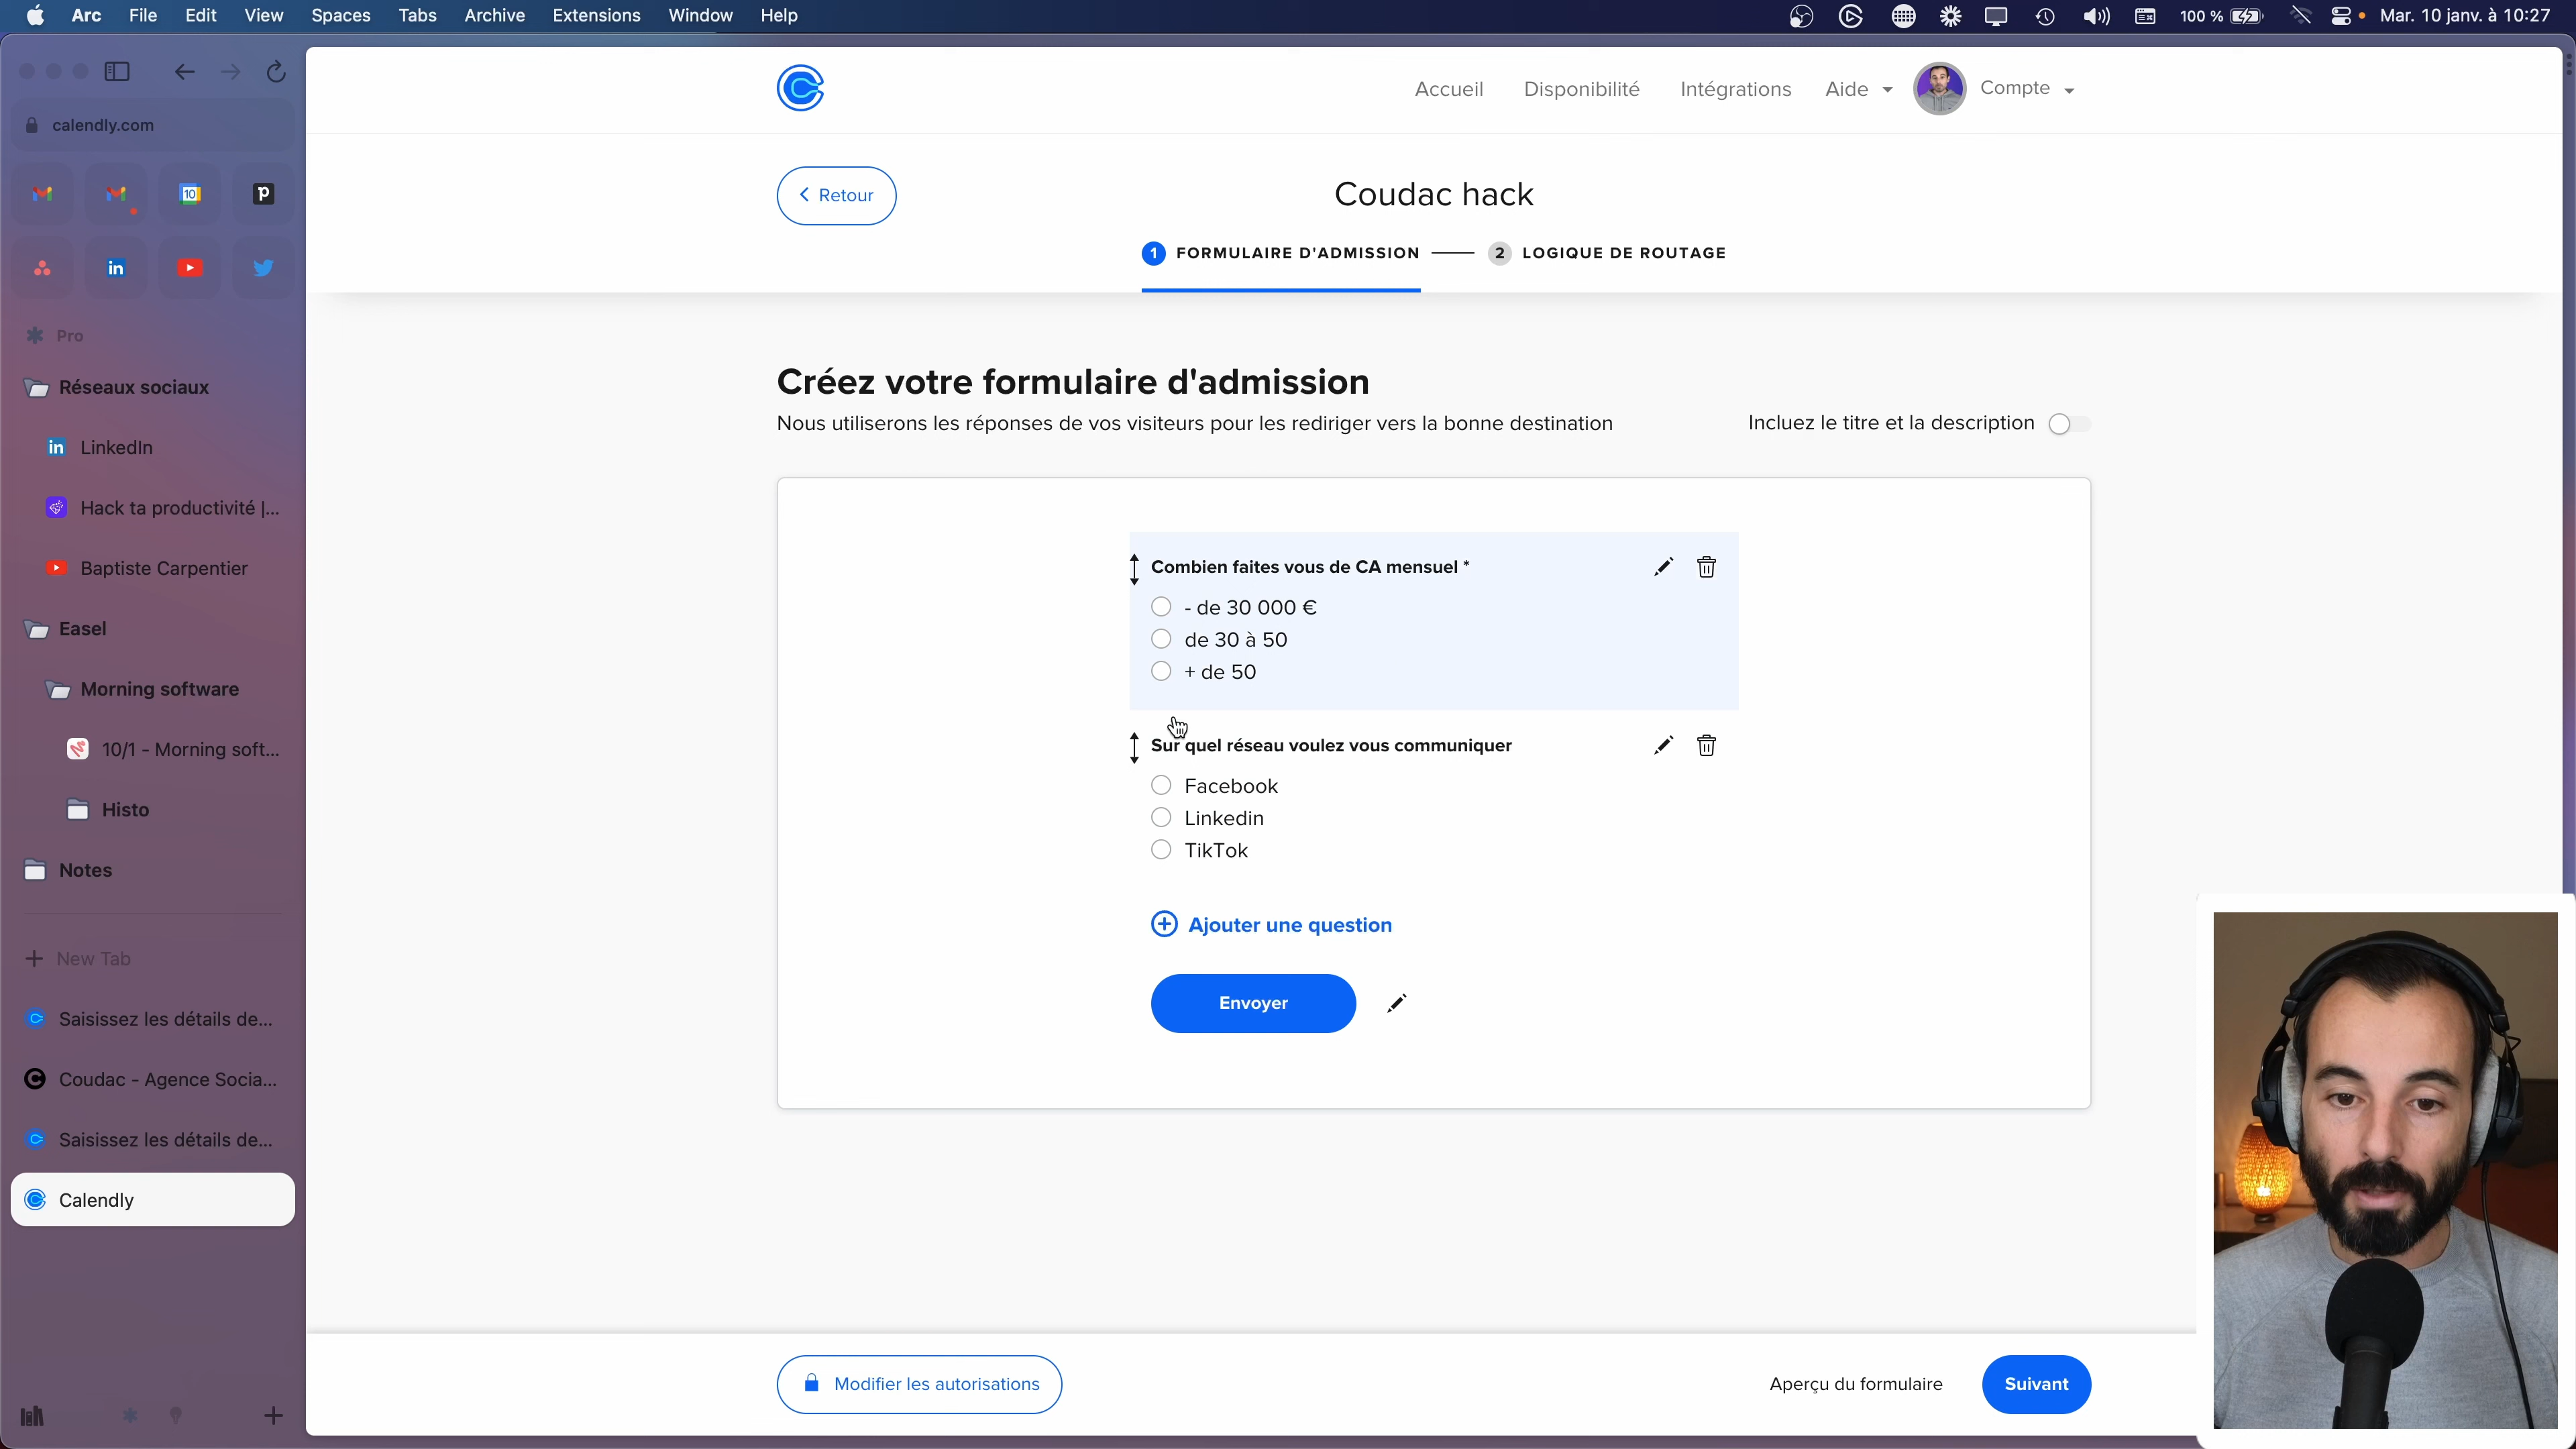 Arc File Edit View Spaces Tabs Archive Extensions Window Help
100 % Mar. 10 janv. à 10:27
calendly.com
Pro
Réseaux sociaux
LinkedIn
Hack ta productivité |...
Baptiste Carpentier
Easel
Morning software
10/1 - Morning soft...
Histo
Notes
New Tab
Saisissez les détails de...
Coudac - Agence Socia...
Saisissez les détails de...
Calendly
Accueil Disponibilité Intégrations Aide Compte
Retour
Coudac hack
1 FORMULAIRE D'ADMISSION 2 LOGIQUE DE ROUTAGE
Créez votre formulaire d'admission
Nous utiliserons les réponses de vos visiteurs pour les rediriger vers la bonne destination
Incluez le titre et la description
Combien faites vous de CA mensuel *
- de 30 000 €
de 30 à 50
+ de 50
Sur quel réseau voulez vous communiquer
Facebook
Linkedin
TikTok
Ajouter une question
Envoyer
Modifier les autorisations
Aperçu du formulaire
Suivant